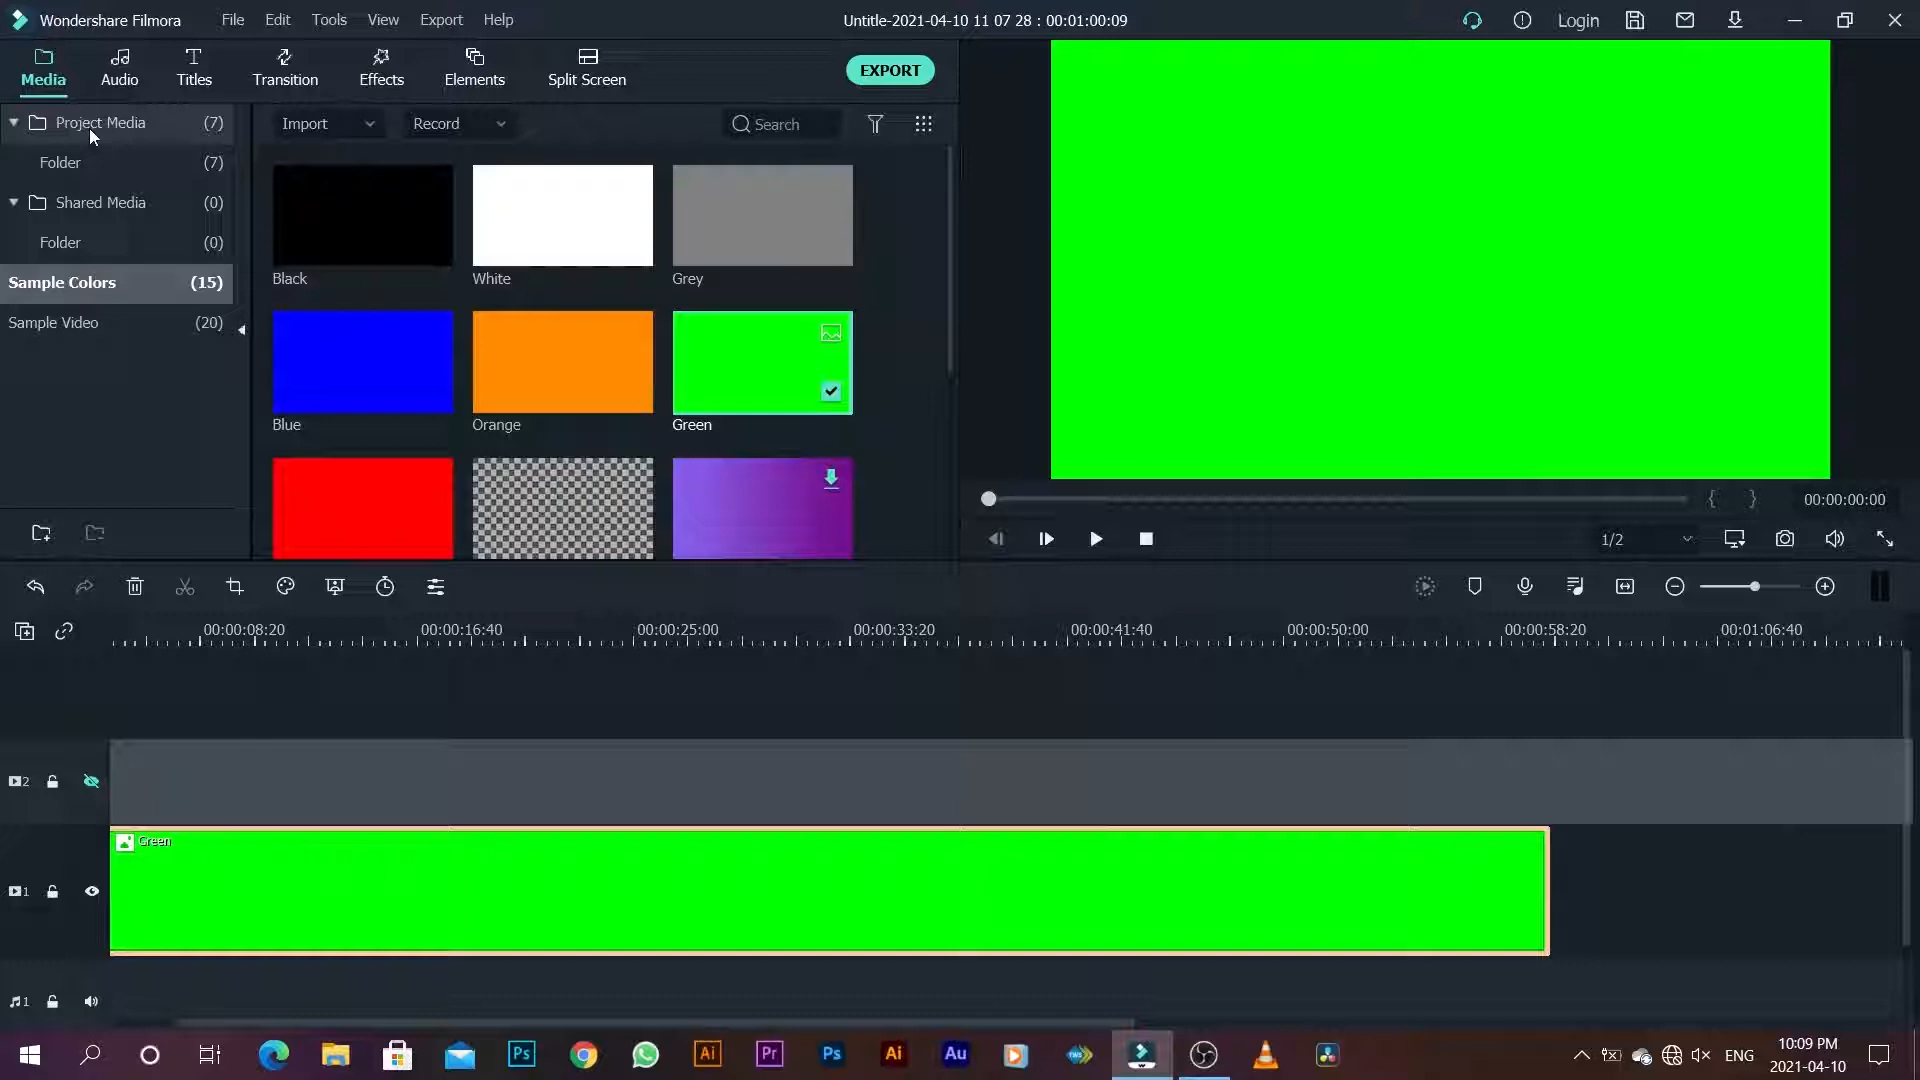 Wondershare Filmora
File
Edit
Tools
View
Export
Help
Untitle-2021-04-10 11 07 28 : 00:01:00:09
Login
Media
Audio
Titles
Transition
Effects
Elements
Split Screen
EXPORT
Project Media (7)
Folder (7)
Shared Media (0)
Folder (0)
Sample Colors (15)
Sample Video (20)
Import
Record
Search
Black
White
Grey
Blue
Orange
Green
{ }
00:00:00:00
1/2
00:00:08:20
00:00:16:40
00:00:25:00
00:00:33:20
00:00:41:40
00:00:50:00
00:00:58:20
00:01:06:40
2
Green
1
1
Ps
Ai
Pr
Ps
Ai
Au
ENG
10:09 PM
2021-04-10